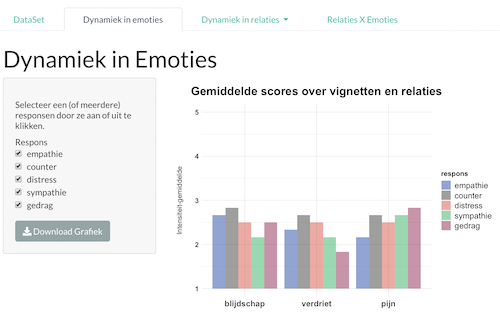 DataSet
Dynamiek in emoties
Dynamiek in relaties
Relaties X Emoties
Dynamiek in Emoties
Selecteer een (of meerdere)
responsen door ze aan of uit te
klikken.
Respons
empathie
counter
distress
sympathie
gedrag
Download Grafiek
Gemiddelde scores over vignetten en relaties
Intensiteit-gemiddelde
5
4
3
2
1
blijdschap
verdriet
pijn
respons
empathie
counter
distress
sympathie
gedrag